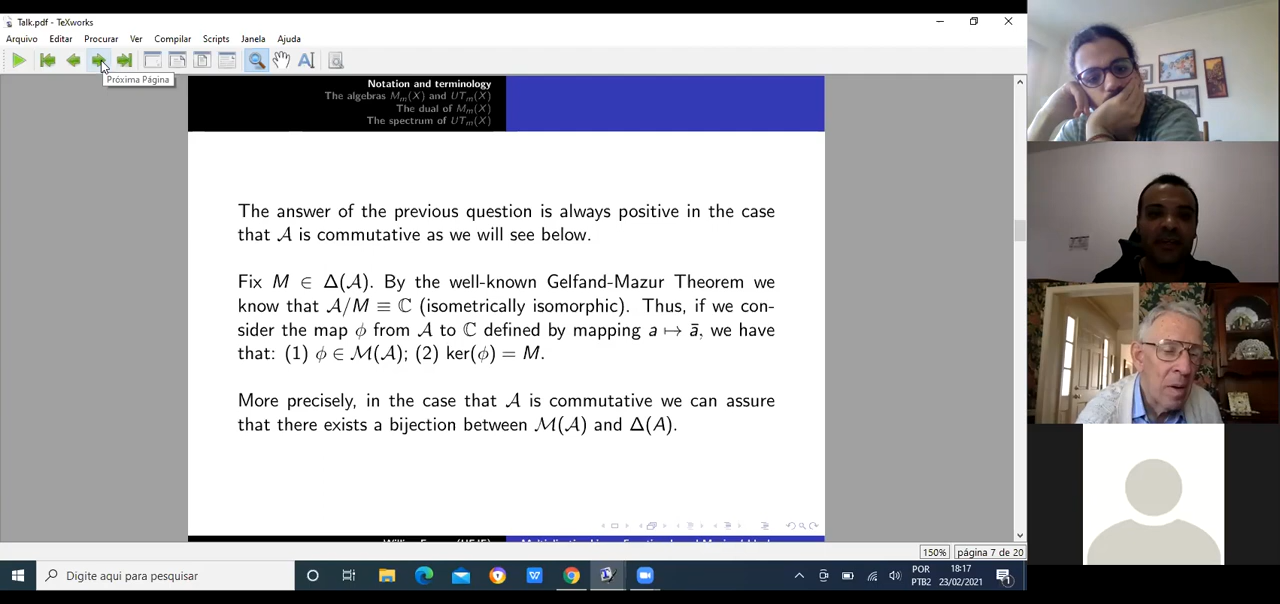 Talk.pdf - TeXworks
Arquivo Editar Procurar Ver Compilar Scripts Janela Ajuda
Próxima Página
Notation and terminology
The algebras Mₘ(X) and UTₘ(X)
The dual of Mₘ(X)
The spectrum of UTₘ(X)
The answer of the previous question is always positive in the case
that 𝒜 is commutative as we will see below.
Fix M ∈ Δ(𝒜). By the well-known Gelfand-Mazur Theorem we
know that 𝒜/M ≡ ℂ (isometrically isomorphic). Thus, if we con-
sider the map ϕ from 𝒜 to ℂ defined by mapping a ↦ ā, we have
that: (1) ϕ ∈ ℳ(𝒜); (2) ker(ϕ) = M.
More precisely, in the case that 𝒜 is commutative we can assure
that there exists a bijection between ℳ(𝒜) and Δ(A).
150% página 7 de 20
Digite aqui para pesquisar
POR
PTB2
18:17
23/02/2021